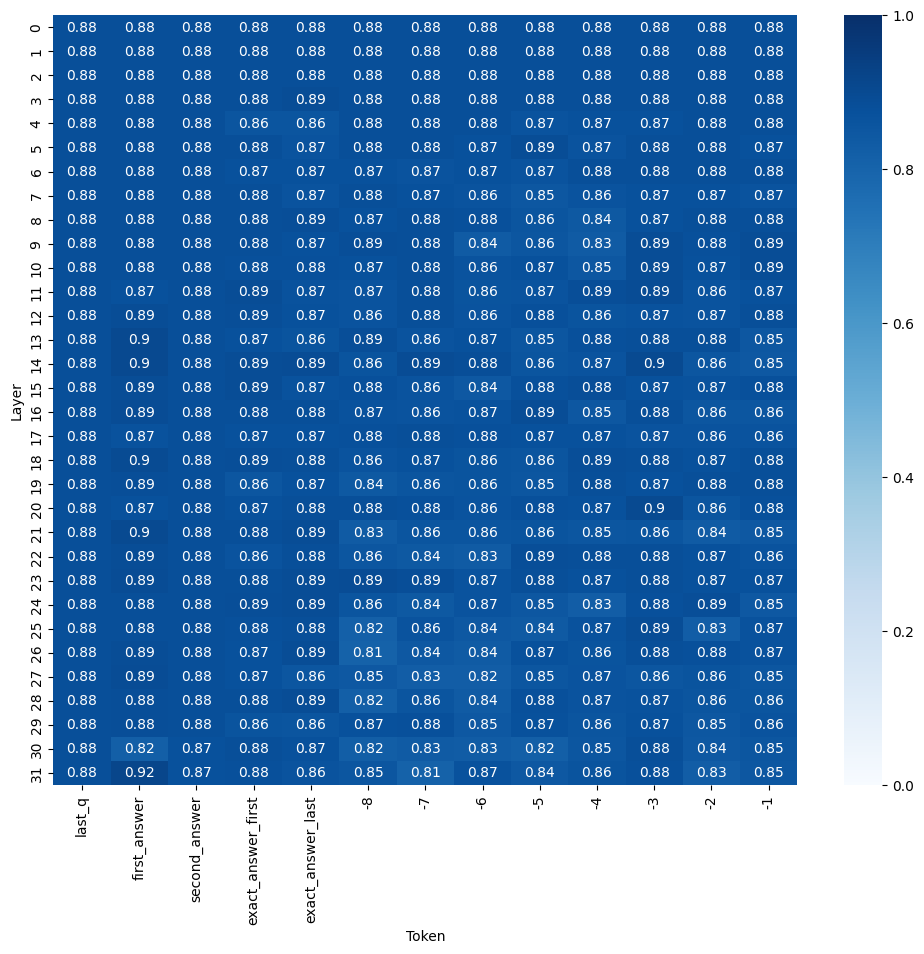 0 0.88 0.88 0.88 0.88 0.88 0.88 0.88 0.88 0.88 0.88 0.88 0.88 0.88
1 0.88 0.88 0.88 0.88 0.88 0.88 0.88 0.88 0.88 0.88 0.88 0.88 0.88
2 0.88 0.88 0.88 0.88 0.88 0.88 0.88 0.88 0.88 0.88 0.88 0.88 0.88
3 0.88 0.88 0.88 0.88 0.89 0.88 0.88 0.88 0.88 0.88 0.88 0.88 0.88
4 0.88 0.88 0.88 0.86 0.86 0.88 0.88 0.88 0.87 0.87 0.87 0.88 0.88
5 0.88 0.88 0.88 0.88 0.87 0.88 0.88 0.87 0.89 0.87 0.88 0.88 0.87
6 0.88 0.88 0.88 0.87 0.87 0.87 0.87 0.87 0.87 0.88 0.88 0.88 0.88
7 0.88 0.88 0.88 0.88 0.87 0.88 0.87 0.86 0.85 0.86 0.87 0.87 0.87
8 0.88 0.88 0.88 0.88 0.89 0.87 0.88 0.88 0.86 0.84 0.87 0.88 0.88
9 0.88 0.88 0.88 0.88 0.87 0.89 0.88 0.84 0.86 0.83 0.89 0.88 0.89
10 0.88 0.88 0.88 0.88 0.88 0.87 0.88 0.86 0.87 0.85 0.89 0.87 0.89
11 0.88 0.87 0.88 0.89 0.87 0.87 0.88 0.86 0.87 0.89 0.89 0.86 0.87
12 0.88 0.89 0.88 0.89 0.87 0.86 0.88 0.86 0.88 0.86 0.87 0.87 0.88
13 0.88 0.9 0.88 0.87 0.86 0.89 0.86 0.87 0.85 0.88 0.88 0.88 0.85
14 0.88 0.9 0.88 0.89 0.89 0.86 0.89 0.88 0.86 0.87 0.9 0.86 0.85
15 0.88 0.89 0.88 0.89 0.87 0.88 0.86 0.84 0.88 0.88 0.87 0.87 0.88
16 0.88 0.89 0.88 0.88 0.88 0.87 0.86 0.87 0.89 0.85 0.88 0.86 0.86
17 0.88 0.87 0.88 0.87 0.87 0.88 0.88 0.88 0.87 0.87 0.87 0.86 0.86
18 0.88 0.9 0.88 0.89 0.88 0.86 0.87 0.86 0.86 0.89 0.88 0.87 0.88
19 0.88 0.89 0.88 0.86 0.87 0.84 0.86 0.86 0.85 0.88 0.87 0.88 0.88
20 0.88 0.87 0.88 0.87 0.88 0.88 0.88 0.86 0.88 0.87 0.9 0.86 0.88
21 0.88 0.9 0.88 0.88 0.89 0.83 0.86 0.86 0.86 0.85 0.86 0.84 0.85
22 0.88 0.89 0.88 0.86 0.88 0.86 0.84 0.83 0.89 0.88 0.88 0.87 0.86
23 0.88 0.89 0.88 0.88 0.89 0.89 0.89 0.87 0.88 0.87 0.88 0.87 0.87
24 0.88 0.88 0.88 0.89 0.89 0.86 0.84 0.87 0.85 0.83 0.88 0.89 0.85
25 0.88 0.88 0.88 0.88 0.88 0.82 0.86 0.84 0.84 0.87 0.89 0.83 0.87
26 0.88 0.89 0.88 0.87 0.89 0.81 0.84 0.84 0.87 0.86 0.88 0.88 0.87
27 0.88 0.89 0.88 0.87 0.86 0.85 0.83 0.82 0.85 0.87 0.86 0.86 0.85
28 0.88 0.88 0.88 0.88 0.89 0.82 0.86 0.84 0.88 0.87 0.87 0.86 0.86
29 0.88 0.88 0.88 0.86 0.86 0.87 0.88 0.85 0.87 0.86 0.87 0.85 0.86
30 0.88 0.82 0.87 0.88 0.87 0.82 0.83 0.83 0.82 0.85 0.88 0.84 0.85
31 0.88 0.92 0.87 0.88 0.86 0.85 0.81 0.87 0.84 0.86 0.88 0.83 0.85
Layer
last_q first_answer second_answer exact_answer_first exact_answer_last -8 -7 -6 -5 -4 -3 -2 -1
Token
1.0
0.8
0.6
0.4
0.2
0.0